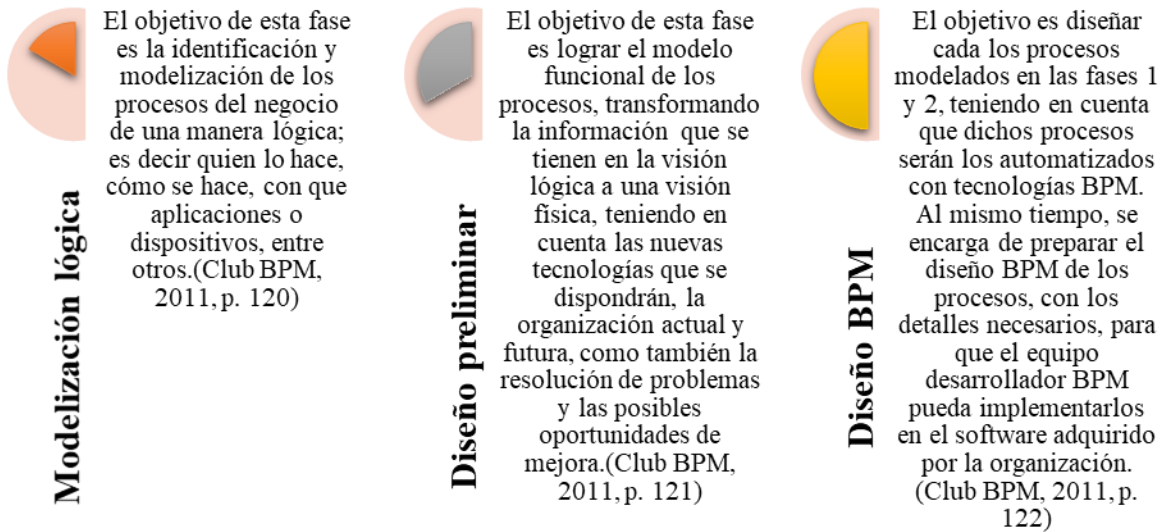 Modelización lógica
El objetivo de esta fase
es la identificación y
modelización de los
procesos del negocio
de una manera lógica;
es decir quien lo hace,
cómo se hace, con que
aplicaciones o
dispositivos, entre
otros.(Club BPM,
2011, p. 120)
Diseño preliminar
El objetivo de esta fase
es lograr el modelo
funcional de los
procesos, transformando
la información que se
tienen en la visión
lógica a una visión
física, teniendo en
cuenta las nuevas
tecnologías que se
dispondrán, la
organización actual y
futura, como también la
resolución de problemas
y las posibles
oportunidades de
mejora.(Club BPM,
2011, p. 121)
Diseño BPM
El objetivo es diseñar
cada los procesos
modelados en las fases 1
y 2, teniendo en cuenta
que dichos procesos
serán los automatizados
con tecnologías BPM.
Al mismo tiempo, se
encarga de preparar el
diseño BPM de los
procesos, con los
detalles necesarios, para
que el equipo
desarrollador BPM
pueda implementarlos
en el software adquirido
por la organización.
(Club BPM, 2011, p.
122)